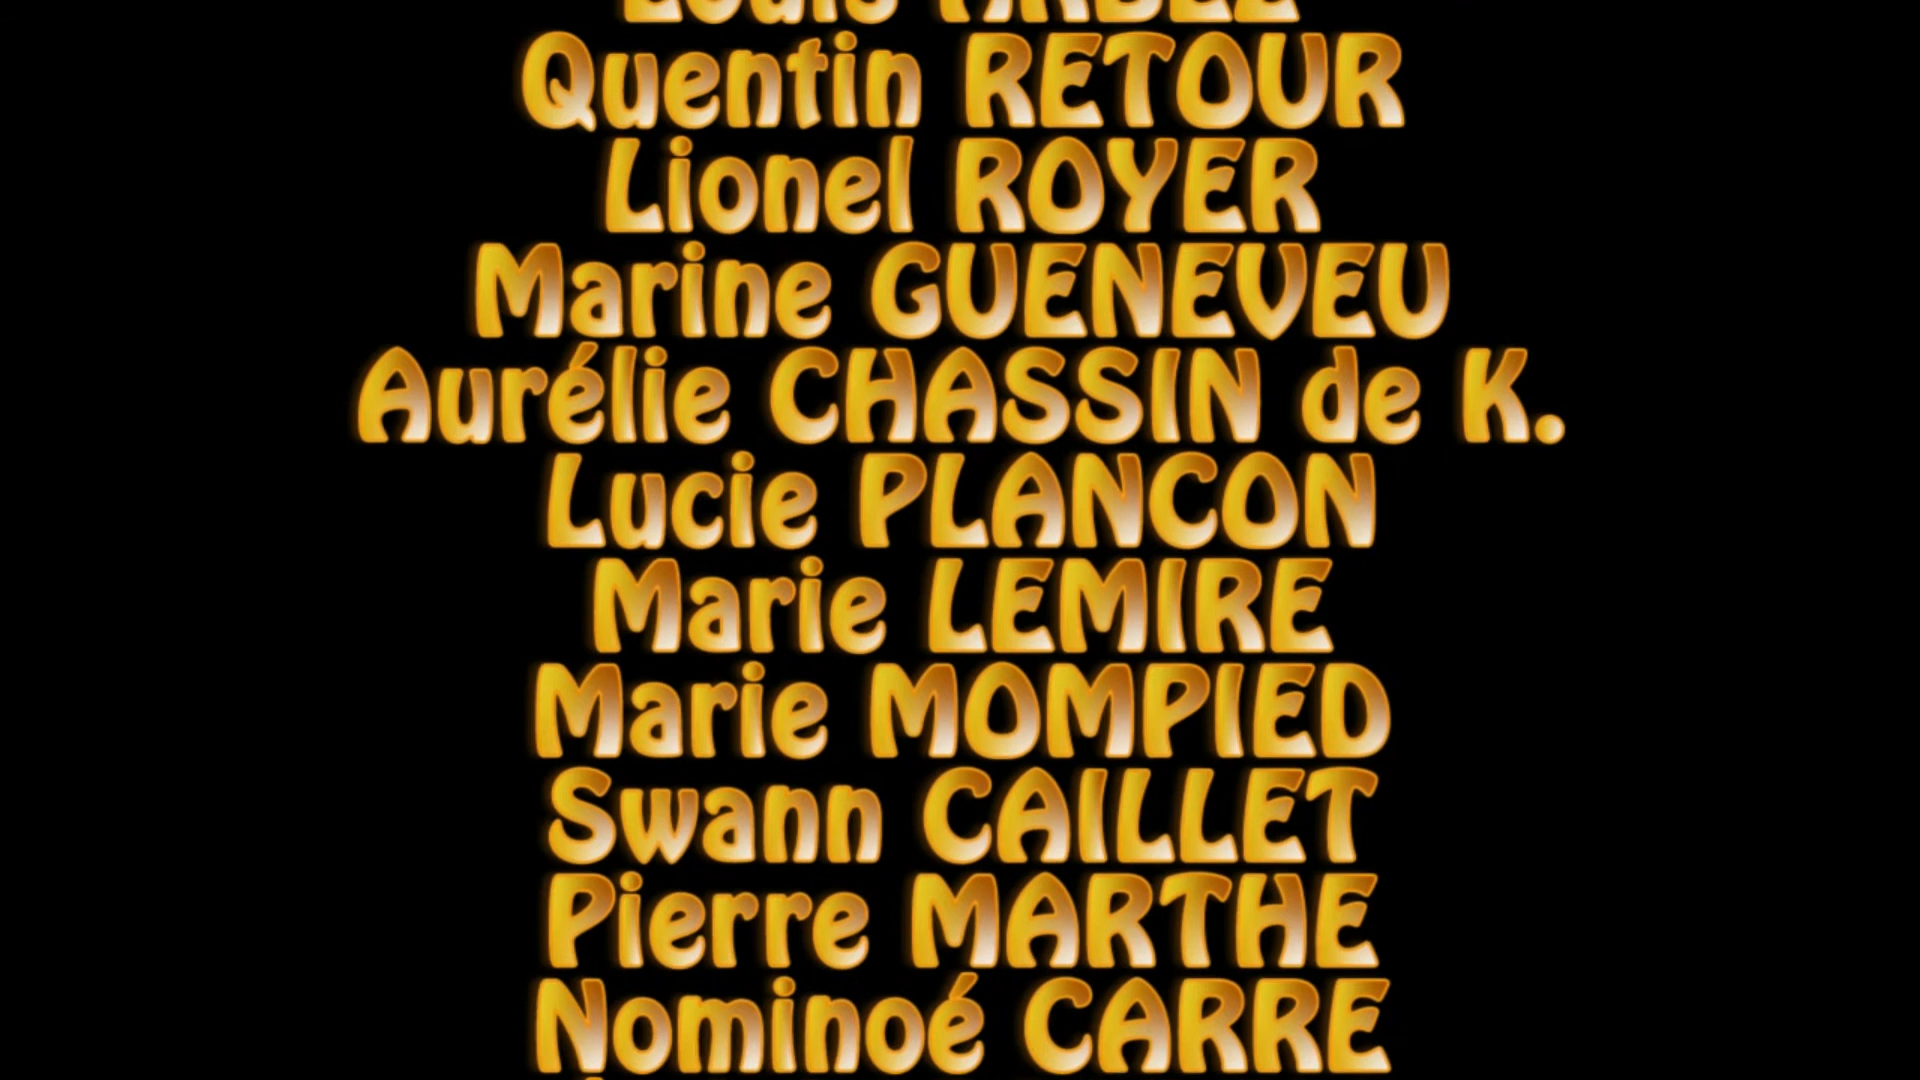 Louis
Quentin RETOUR
Lionel ROYER
Marine GUENEVEU
Aurélie CHASSIN de K.
Lucie PLANCON
Marie LEMIRE
Marie MOMPIED
Swann CAILLET
Pierre MARTHE
Nominoé CARRE